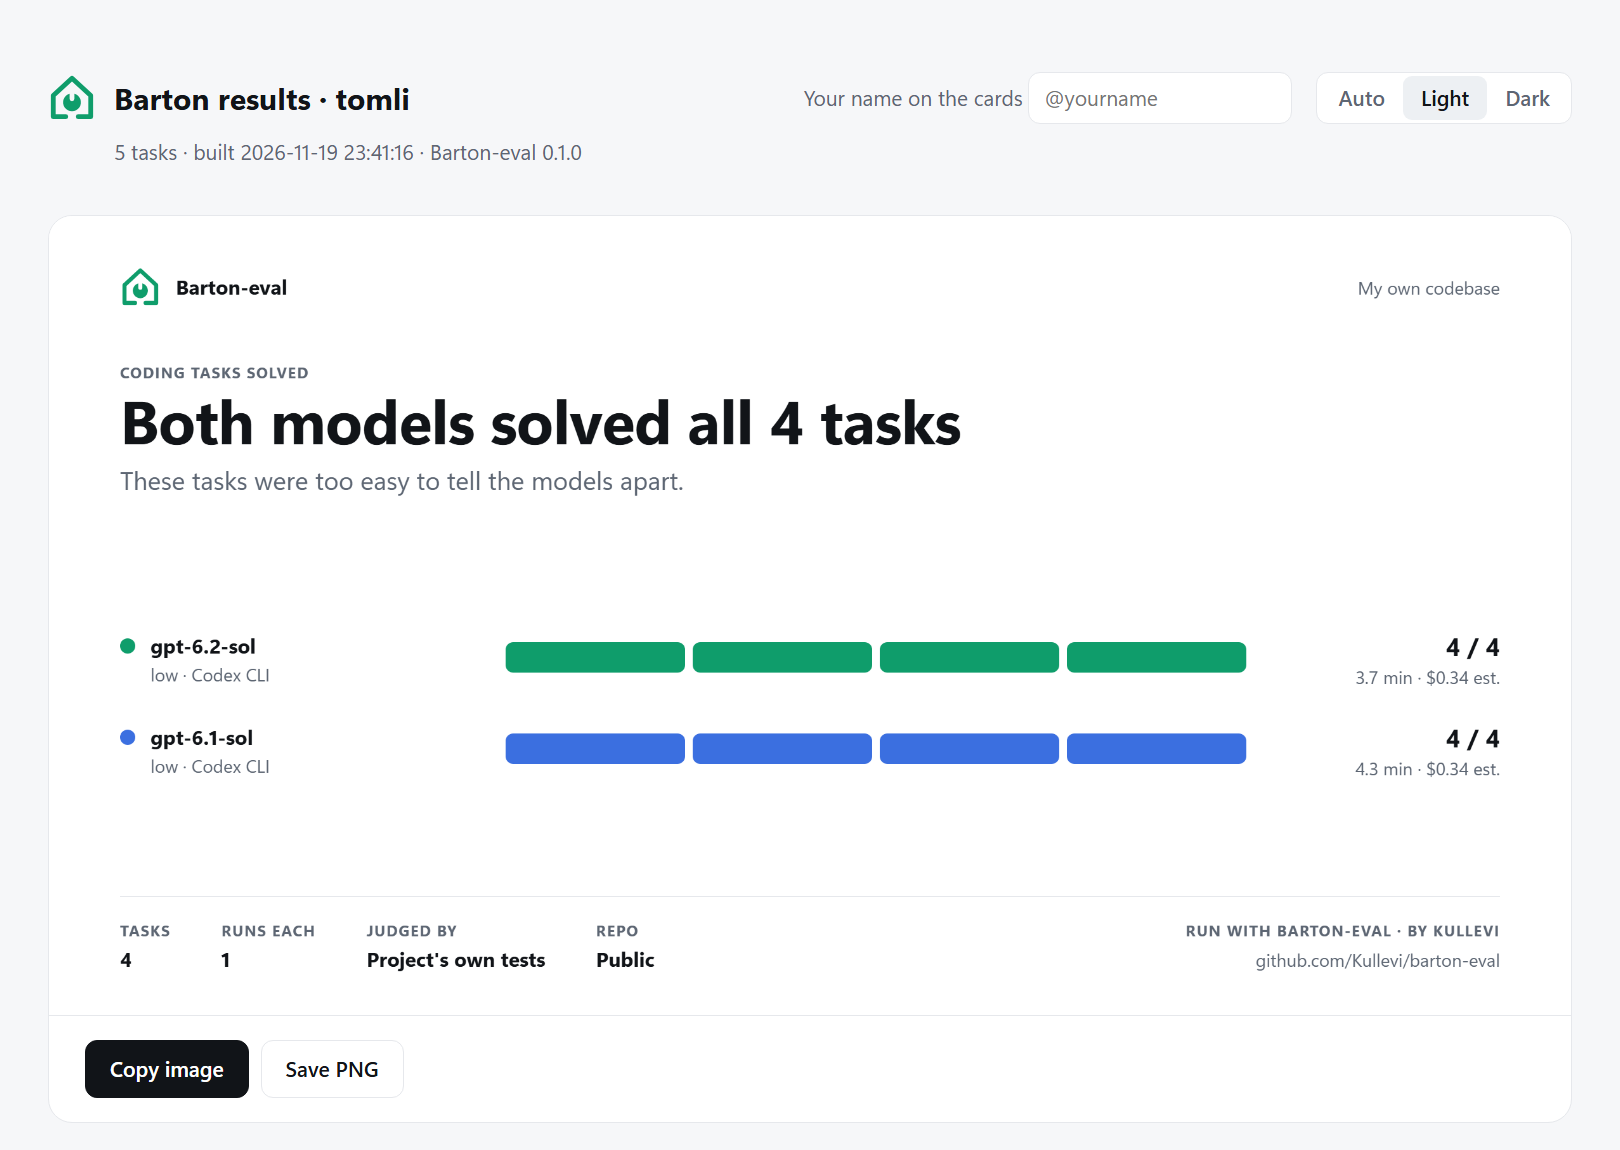 Barton results · tomli
Your name on the cards @yourname Auto Light Dark
5 tasks · built 2026-11-19 23:41:16 · Barton-eval 0.1.0
Barton-eval
My own codebase
CODING TASKS SOLVED
Both models solved all 4 tasks
These tasks were too easy to tell the models apart.
gpt-6.2-sol
low · Codex CLI
4 / 4
3.7 min · $0.34 est.
gpt-6.1-sol
low · Codex CLI
4 / 4
4.3 min · $0.34 est.
TASKS
4
RUNS EACH
1
JUDGED BY
Project's own tests
REPO
Public
RUN WITH BARTON-EVAL · BY KULLEVI
github.com/Kullevi/barton-eval
Copy image
Save PNG